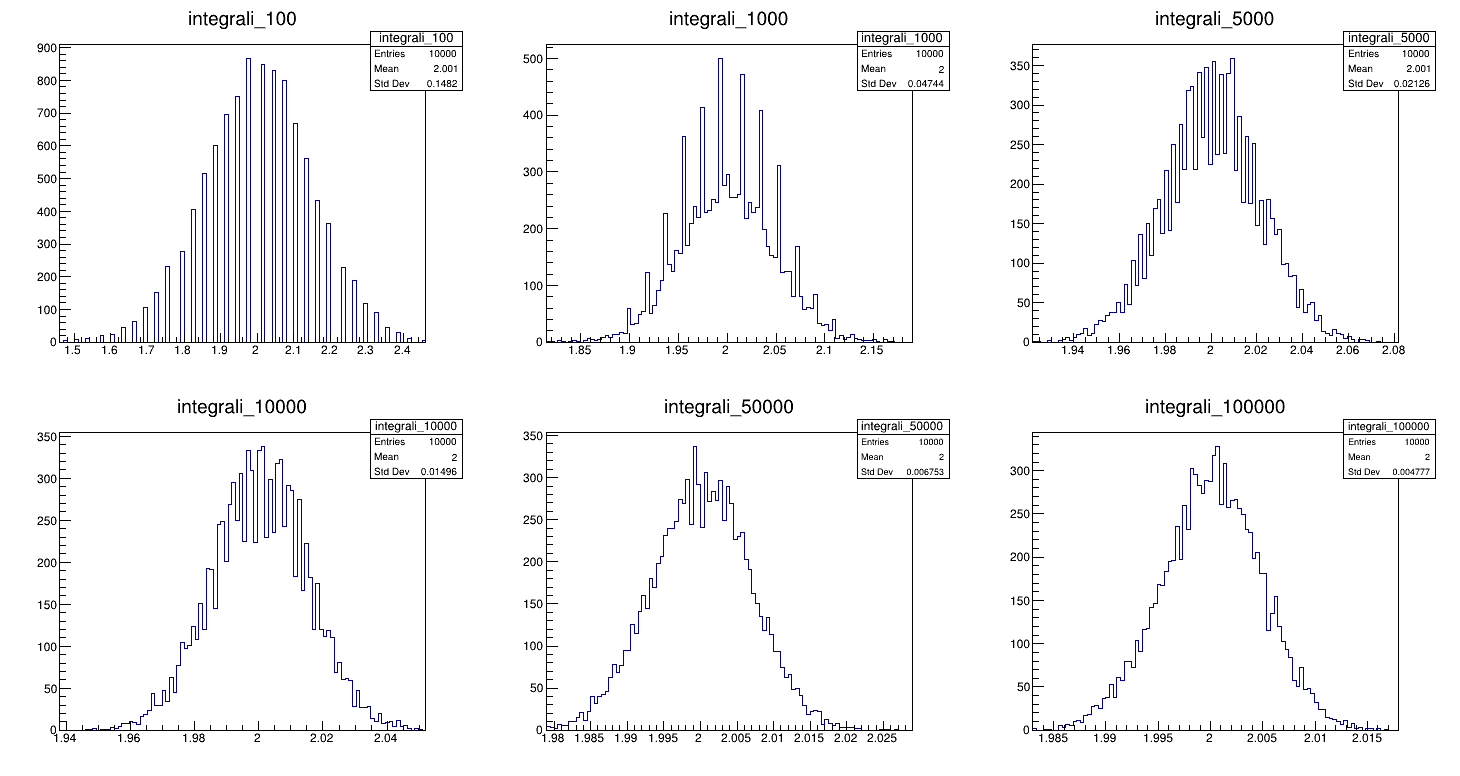 integrali_100
integrali_100
Entries 10000
Mean 2.001
Std Dev 0.1482
900
800
700
600
500
400
300
200
100
0
1.5 1.6 1.7 1.8 1.9 2 2.1 2.2 2.3 2.4
integrali_1000
integrali_1000
Entries 10000
Mean 2
Std Dev 0.04744
500
400
300
200
100
0
1.85 1.9 1.95 2 2.05 2.1 2.15
integrali_5000
integrali_5000
Entries 10000
Mean 2.001
Std Dev 0.02126
350
300
250
200
150
100
50
0
1.94 1.96 1.98 2 2.02 2.04 2.06 2.08
integrali_10000
integrali_10000
Entries 10000
Mean 2
Std Dev 0.01496
350
300
250
200
150
100
50
0
1.94 1.96 1.98 2 2.02 2.04
integrali_50000
integrali_50000
Entries 10000
Mean 2
Std Dev 0.006753
350
300
250
200
150
100
50
0
1.98 1.985 1.99 1.995 2 2.005 2.01 2.015 2.02 2.025
integrali_100000
integrali_100000
Entries 10000
Mean 2
Std Dev 0.004777
300
250
200
150
100
50
0
1.985 1.99 1.995 2 2.005 2.01 2.015